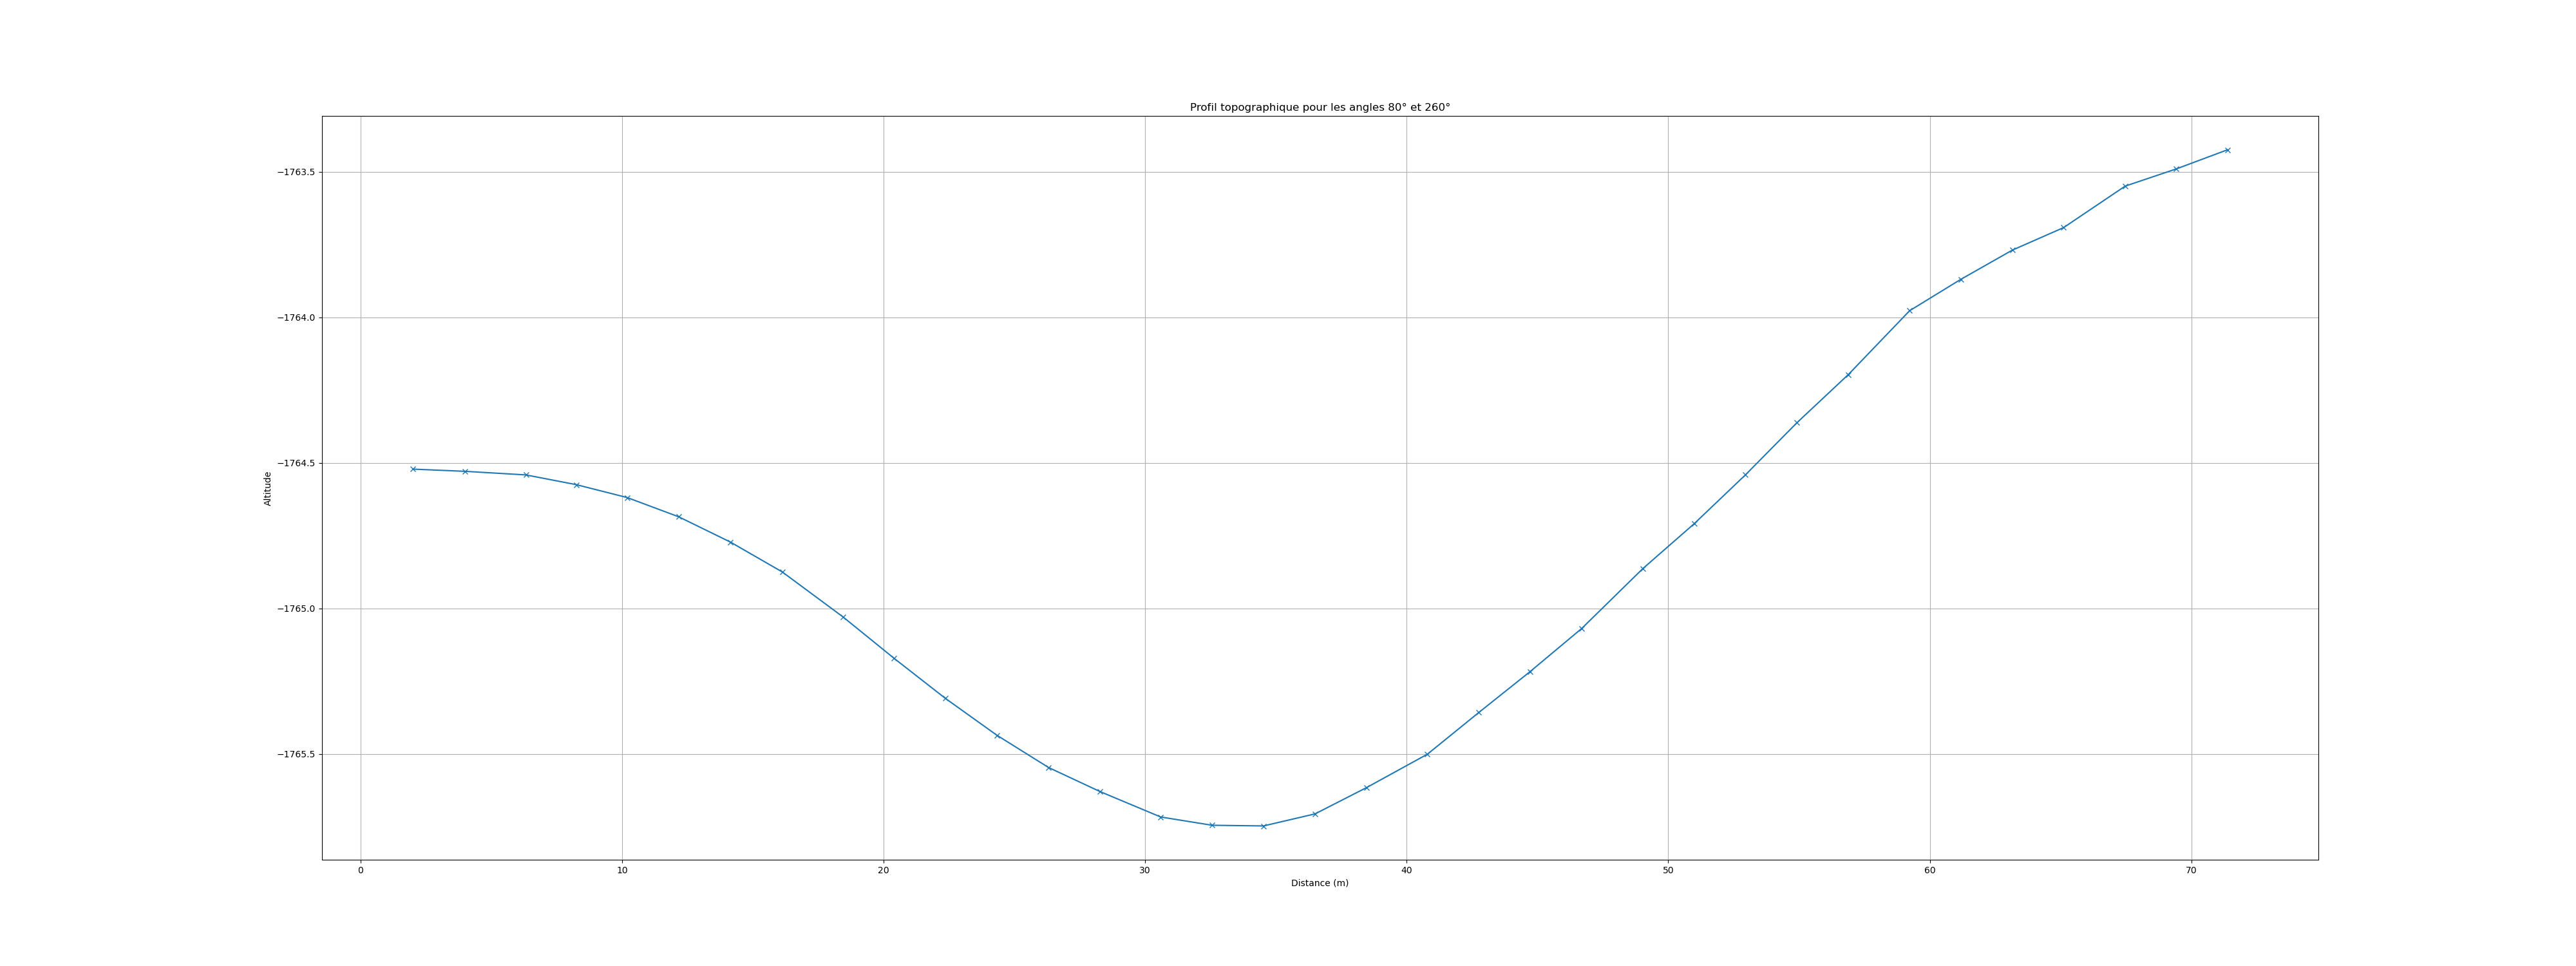 Profil topographique pour les angles 80° et 260°
−1763.5
−1764.0
−1764.5
−1765.0
−1765.5
Altitude
0 10 20 30 40 50 60 70
Distance (m)